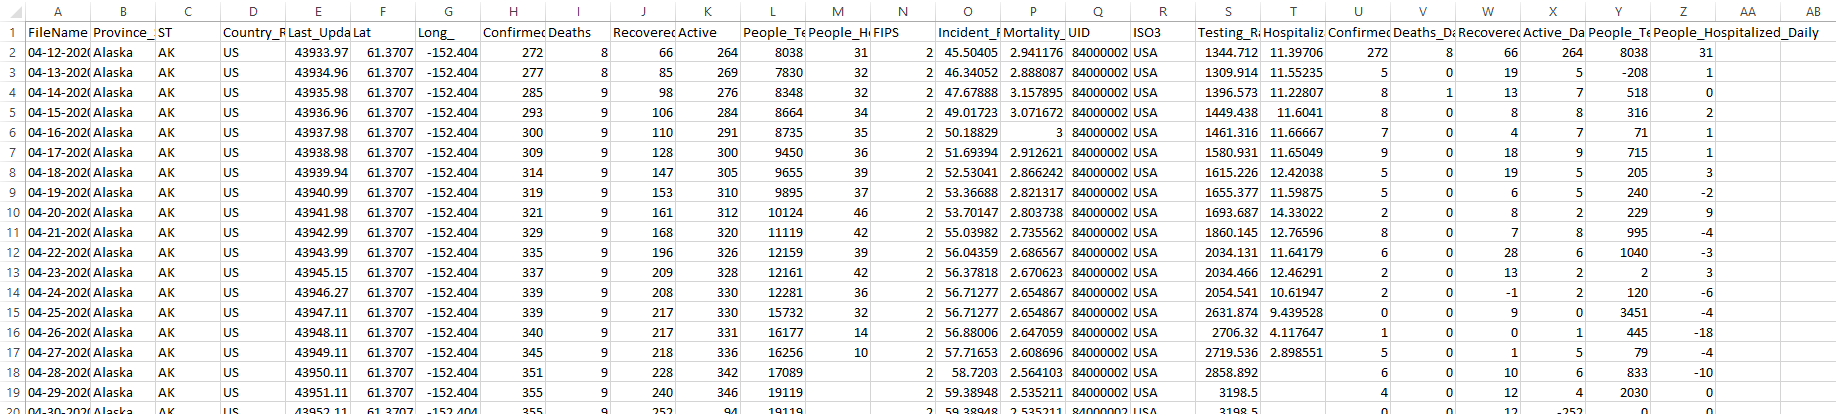 A B C D E F G H I J K L M N O P Q R S T U V W X Y Z AA AB
1 FileName Province_ ST Country_R Last_Upda Lat Long_ Confirmed Deaths Recovered Active People_Te People_Ho FIPS Incident_R Mortality_ UID ISO3 Testing_Ra Hospitaliza Confirmed Deaths_Da Recovered Active_Da People_Te People_Hospitalized_Daily
2 04-12-2020 Alaska AK US 43933.97 61.3707 -152.404 272 8 66 264 8038 31 2 45.50405 2.941176 84000002 USA 1344.712 11.39706 272 8 66 264 8038 31
3 04-13-2020 Alaska AK US 43934.96 61.3707 -152.404 277 8 85 269 7830 32 2 46.34052 2.888087 84000002 USA 1309.914 11.55235 5 0 19 5 -208 1
4 04-14-2020 Alaska AK US 43935.98 61.3707 -152.404 285 9 98 276 8348 32 2 47.67888 3.157895 84000002 USA 1396.573 11.22807 8 1 13 7 518 0
5 04-15-2020 Alaska AK US 43936.96 61.3707 -152.404 293 9 106 284 8664 34 2 49.01723 3.071672 84000002 USA 1449.438 11.6041 8 0 8 8 316 2
6 04-16-2020 Alaska AK US 43937.98 61.3707 -152.404 300 9 110 291 8735 35 2 50.18829 3 84000002 USA 1461.316 11.66667 7 0 4 7 71 1
7 04-17-2020 Alaska AK US 43938.98 61.3707 -152.404 309 9 128 300 9450 36 2 51.69394 2.912621 84000002 USA 1580.931 11.65049 9 0 18 9 715 1
8 04-18-2020 Alaska AK US 43939.94 61.3707 -152.404 314 9 147 305 9655 39 2 52.53041 2.866242 84000002 USA 1615.226 12.42038 5 0 19 5 205 3
9 04-19-2020 Alaska AK US 43940.99 61.3707 -152.404 319 9 153 310 9895 37 2 53.36688 2.821317 84000002 USA 1655.377 11.59875 5 0 6 5 240 -2
10 04-20-2020 Alaska AK US 43941.98 61.3707 -152.404 321 9 161 312 10124 46 2 53.70147 2.803738 84000002 USA 1693.687 14.33022 2 0 8 2 229 9
11 04-21-2020 Alaska AK US 43942.99 61.3707 -152.404 329 9 168 320 11119 42 2 55.03982 2.735562 84000002 USA 1860.145 12.76596 8 0 7 8 995 -4
12 04-22-2020 Alaska AK US 43943.99 61.3707 -152.404 335 9 196 326 12159 39 2 56.04359 2.686567 84000002 USA 2034.131 11.64179 6 0 28 6 1040 -3
13 04-23-2020 Alaska AK US 43945.15 61.3707 -152.404 337 9 209 328 12161 42 2 56.37818 2.670623 84000002 USA 2034.466 12.46291 2 0 13 2 2 3
14 04-24-2020 Alaska AK US 43946.27 61.3707 -152.404 339 9 208 330 12281 36 2 56.71277 2.654867 84000002 USA 2054.541 10.61947 2 0 -1 2 120 -6
15 04-25-2020 Alaska AK US 43947.11 61.3707 -152.404 339 9 217 330 15732 32 2 56.71277 2.654867 84000002 USA 2631.874 9.439528 0 0 9 0 3451 -4
16 04-26-2020 Alaska AK US 43948.11 61.3707 -152.404 340 9 217 331 16177 14 2 56.88006 2.647059 84000002 USA 2706.32 4.117647 1 0 0 1 445 -18
17 04-27-2020 Alaska AK US 43949.11 61.3707 -152.404 345 9 218 336 16256 10 2 57.71653 2.608696 84000002 USA 2719.536 2.898551 5 0 1 5 79 -4
18 04-28-2020 Alaska AK US 43950.11 61.3707 -152.404 351 9 228 342 17089 2 58.7203 2.564103 84000002 USA 2858.892 6 0 10 6 833 -10
19 04-29-2020 Alaska AK US 43951.11 61.3707 -152.404 355 9 240 346 19119 2 59.38948 2.535211 84000002 USA 3198.5 4 0 12 4 2030 0
20 04-30-2020 Alaska AK US 43952.11 61.3707 -152.404 355 9 252 94 19119 2 59.38948 2.535211 84000002 USA 3198.5 0 0 12 -252 0 0